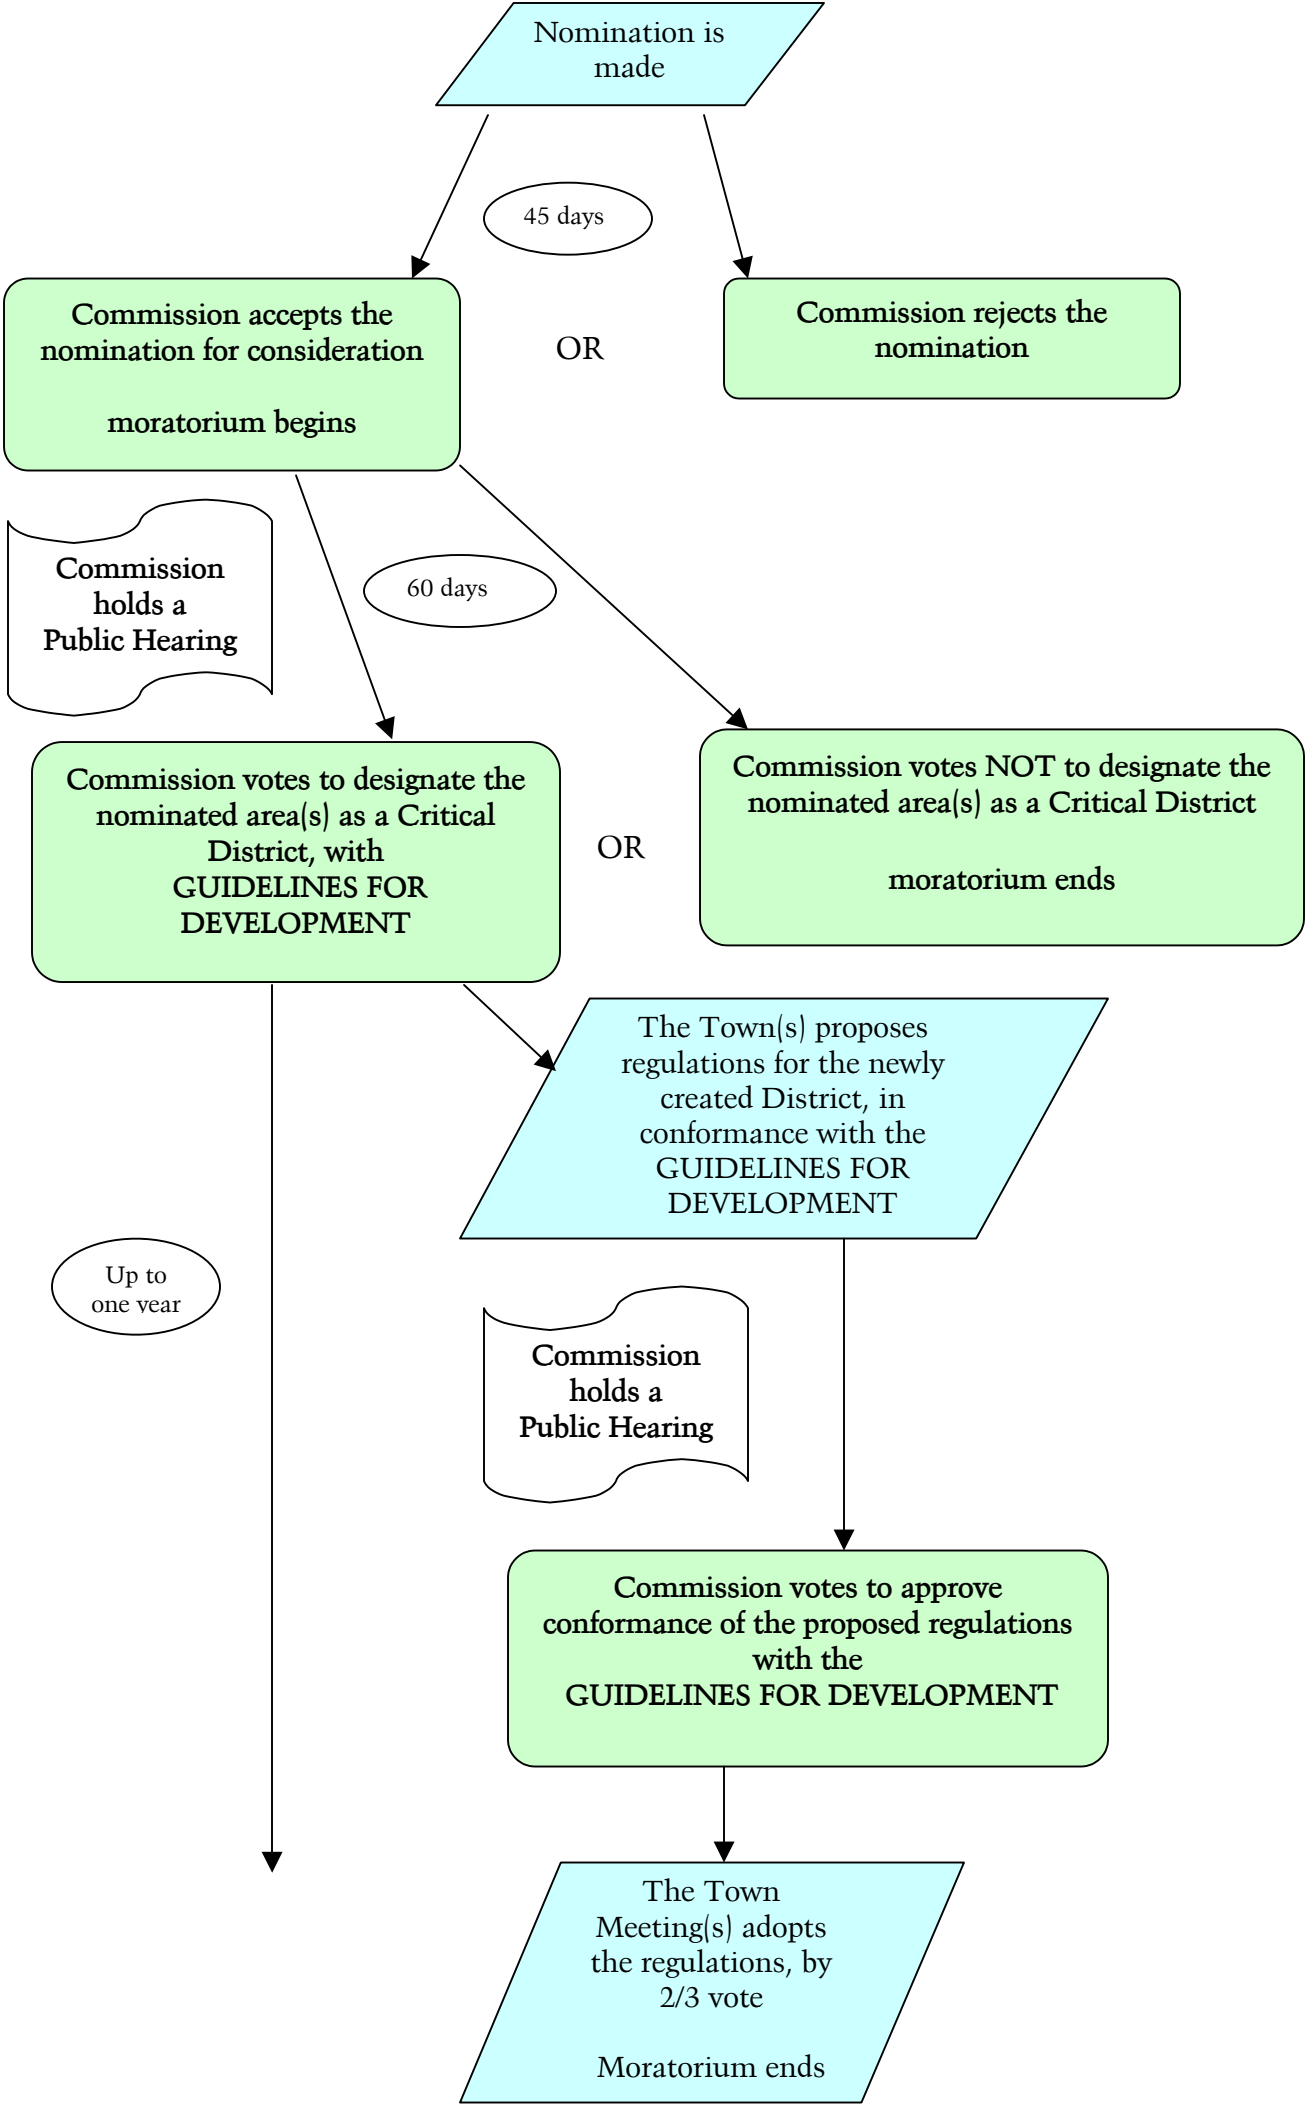 Nomination is
made
45 days
Commission accepts the
nomination for consideration
moratorium begins
OR
Commission rejects the
nomination
Commission
holds a
Public Hearing
60 days
Commission votes to designate the
nominated area(s) as a Critical
District, with
GUIDELINES FOR
DEVELOPMENT
OR
Commission votes NOT to designate the
nominated area(s) as a Critical District
moratorium ends
The Town(s) proposes
regulations for the newly
created District, in
conformance with the
GUIDELINES FOR
DEVELOPMENT
Up to
one year
Commission
holds a
Public Hearing
Commission votes to approve
conformance of the proposed regulations
with the
GUIDELINES FOR DEVELOPMENT
The Town
Meeting(s) adopts
the regulations, by
2/3 vote
Moratorium ends